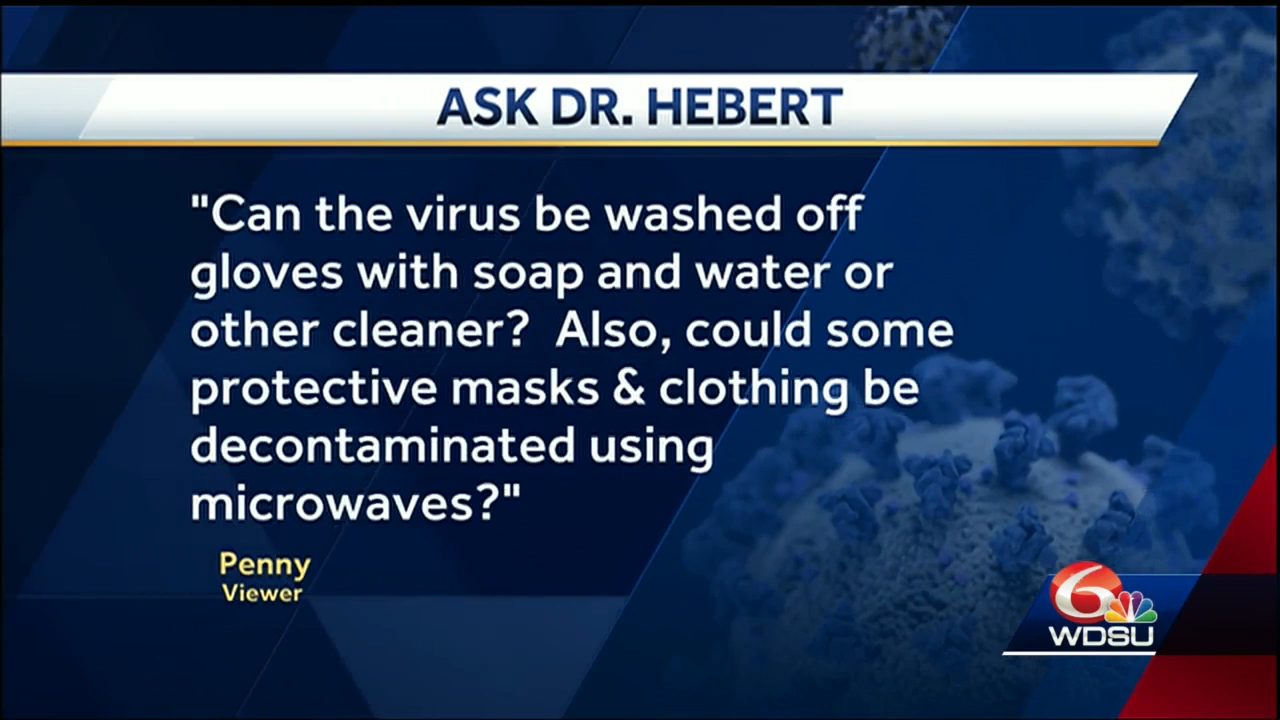 ASK DR. HEBERT
"Can the virus be washed off
gloves with soap and water or
other cleaner?  Also, could some
protective masks & clothing be
decontaminated using
microwaves?"
Penny
Viewer
6
WDSU